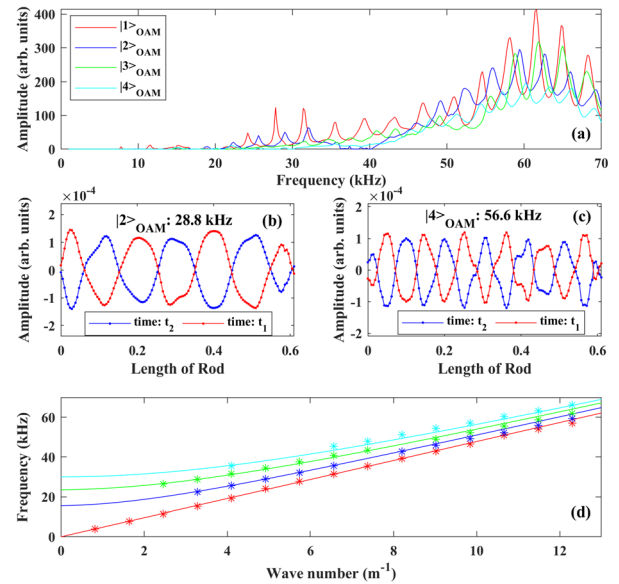 400
300
200
100
0
Amplitude (arb. units)
|1>OAM
|2>OAM
|3>OAM
|4>OAM
(a)
0 10 20 30 40 50 60 70
Frequency (kHz)
×10-4
2
1
0
-1
-2
Amplitude (arb. units)
|2>OAM: 28.8 kHz
(b)
time: t2 time: t1
0 0.2 0.4 0.6
Length of Rod
×10-4
2
1
0
-1
-2
Amplitude (arb. units)
|4>OAM: 56.6 kHz
(c)
time: t2 time: t1
0 0.2 0.4 0.6
Length of Rod
60
40
20
0
Frequency (kHz)
(d)
0 2 4 6 8 10 12
Wave number (m-1)